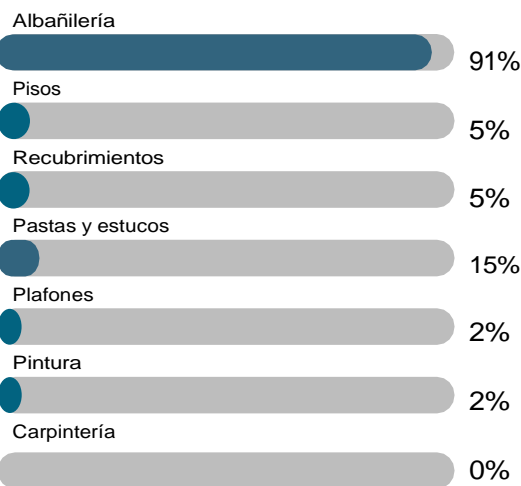 Albañilería
91%
Pisos
5%
Recubrimientos
5%
Pastas y estucos
15%
Plafones
2%
Pintura
2%
Carpintería
0%